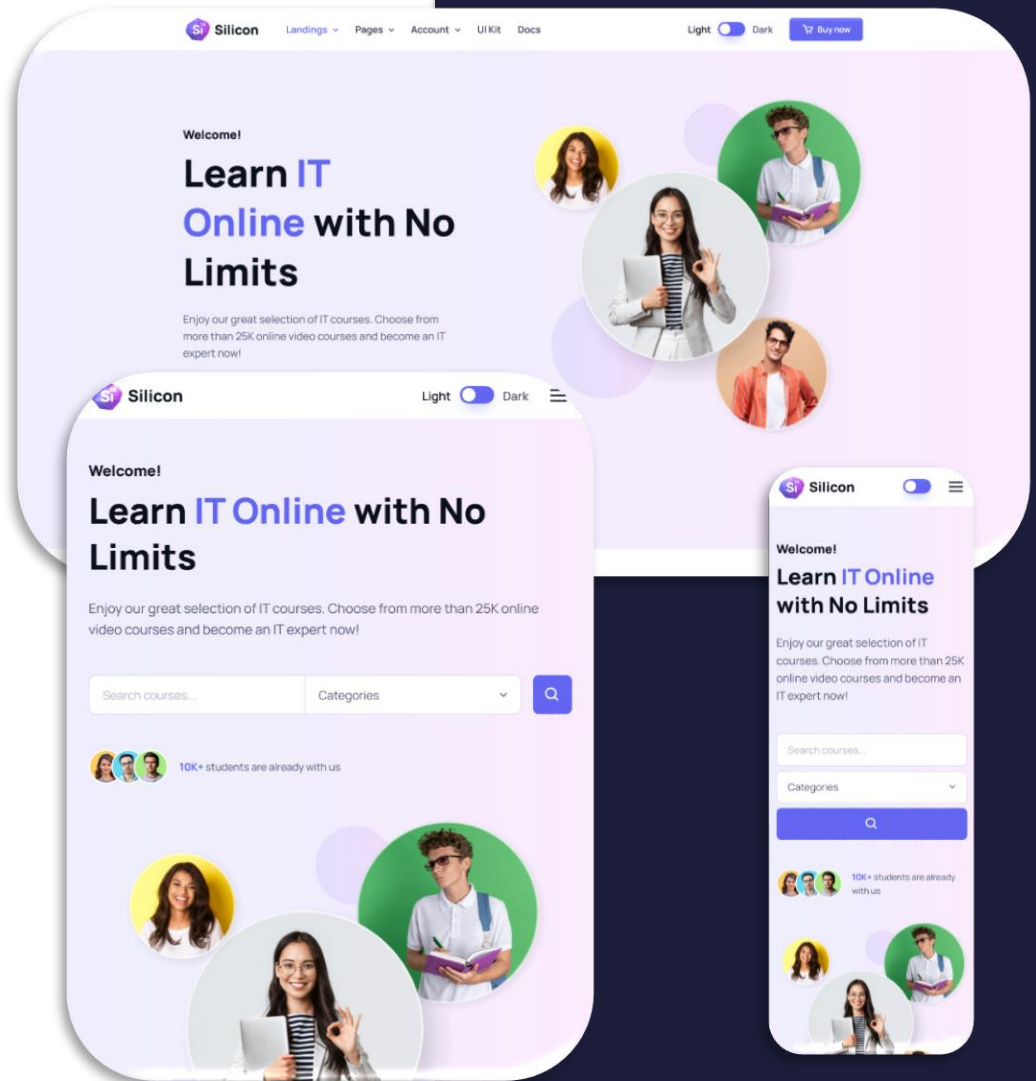 Si Silicon Landings Pages Account UI Kit Docs Light Dark Buy now
Welcome!
Learn IT
Online with No
Limits
Enjoy our great selection of IT courses. Choose from
more than 25K online video courses and become an IT
expert now!
Si Silicon Light Dark
Welcome!
Learn IT Online with No
Limits
Enjoy our great selection of IT courses. Choose from more than 25K online
video courses and become an IT expert now!
Search courses... Categories
10K+ students are already with us
Si Silicon
Welcome!
Learn IT Online
with No Limits
Enjoy our great selection of IT
courses. Choose from more than 25K
online video courses and become an
IT expert now!
Search courses...
Categories
10K+ students are already
with us